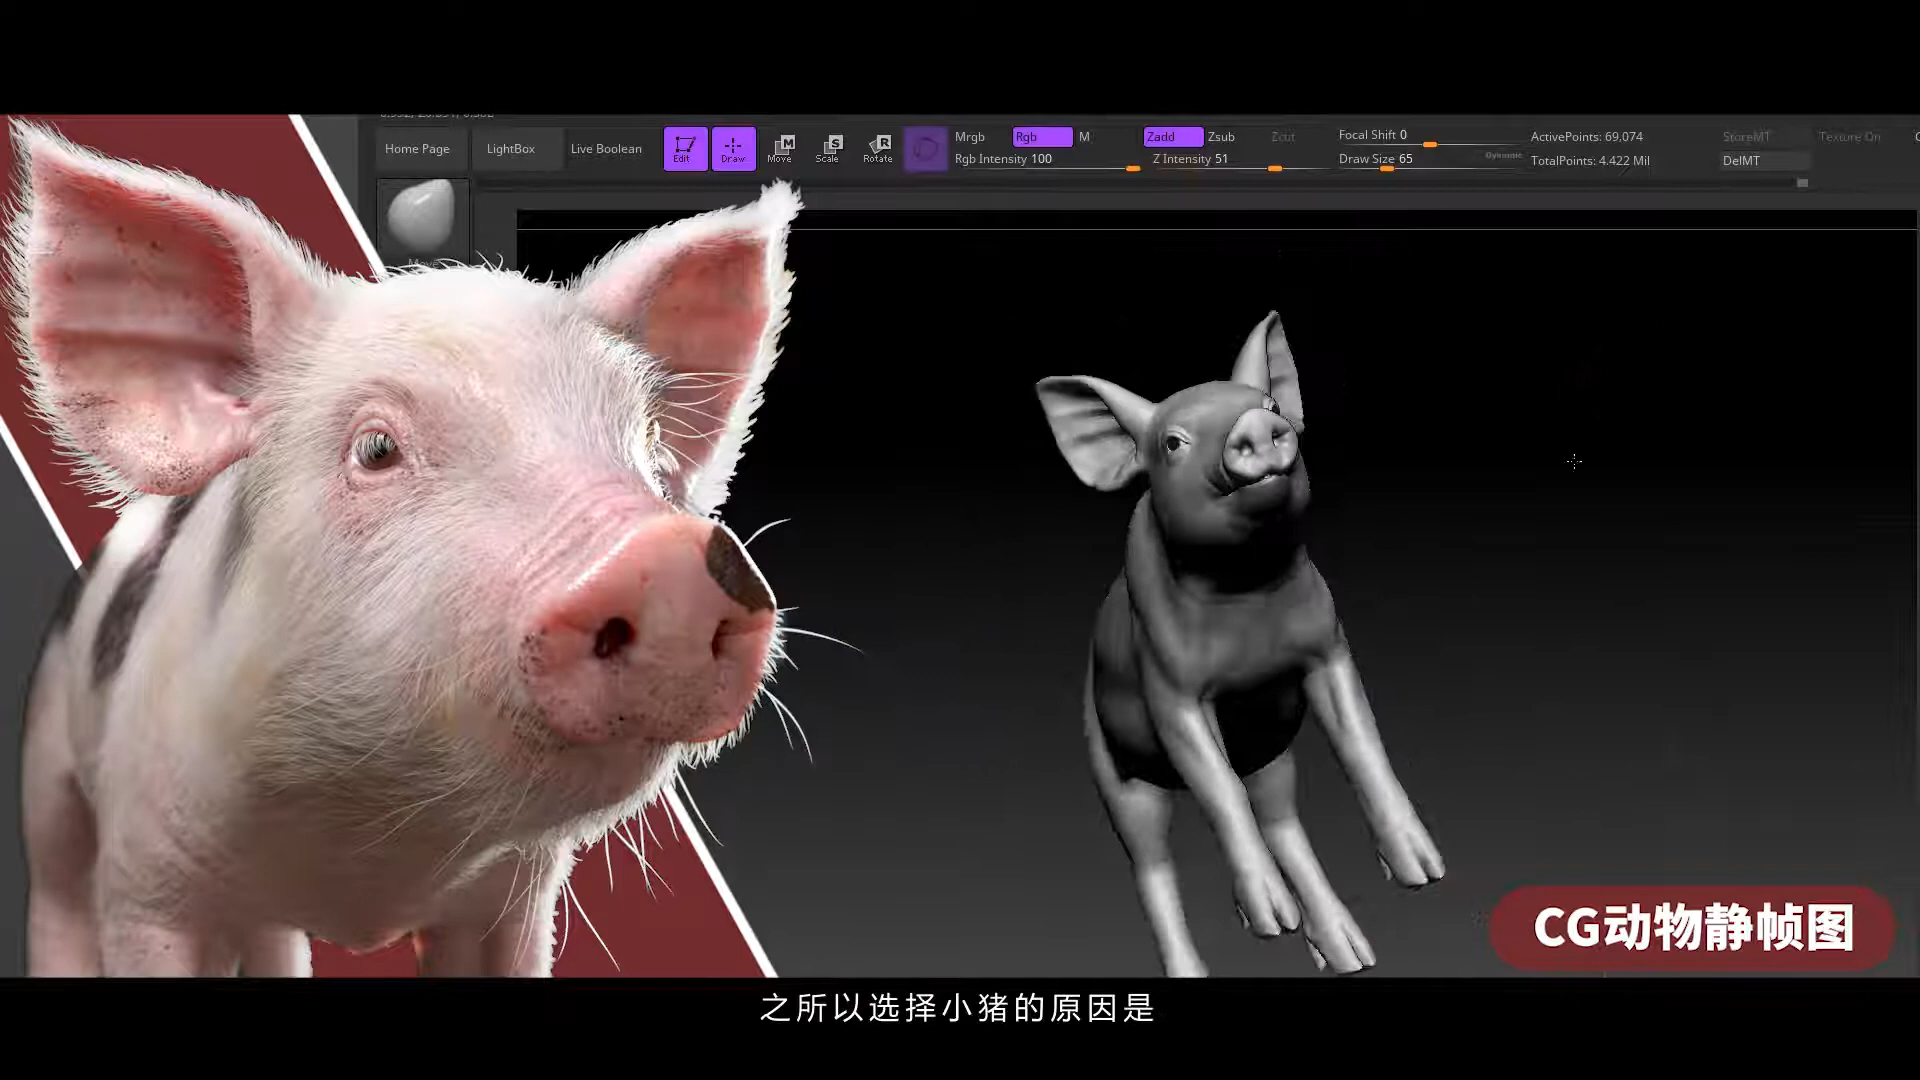 Home Page
LightBox
Live Boolean
Edit
Draw
Move
Scale
Rotate
Mrgb
Rgb
M
Rgb Intensity 100
Zadd
Zsub
Zcut
Z Intensity 51
Focal Shift 0
Draw Size 65
Dynamic
ActivePoints: 69,074
TotalPoints: 4.422 Mil
StoreMT
DelMT
Texture On
Move
CG动物静帧图
之所以选择小猪的原因是